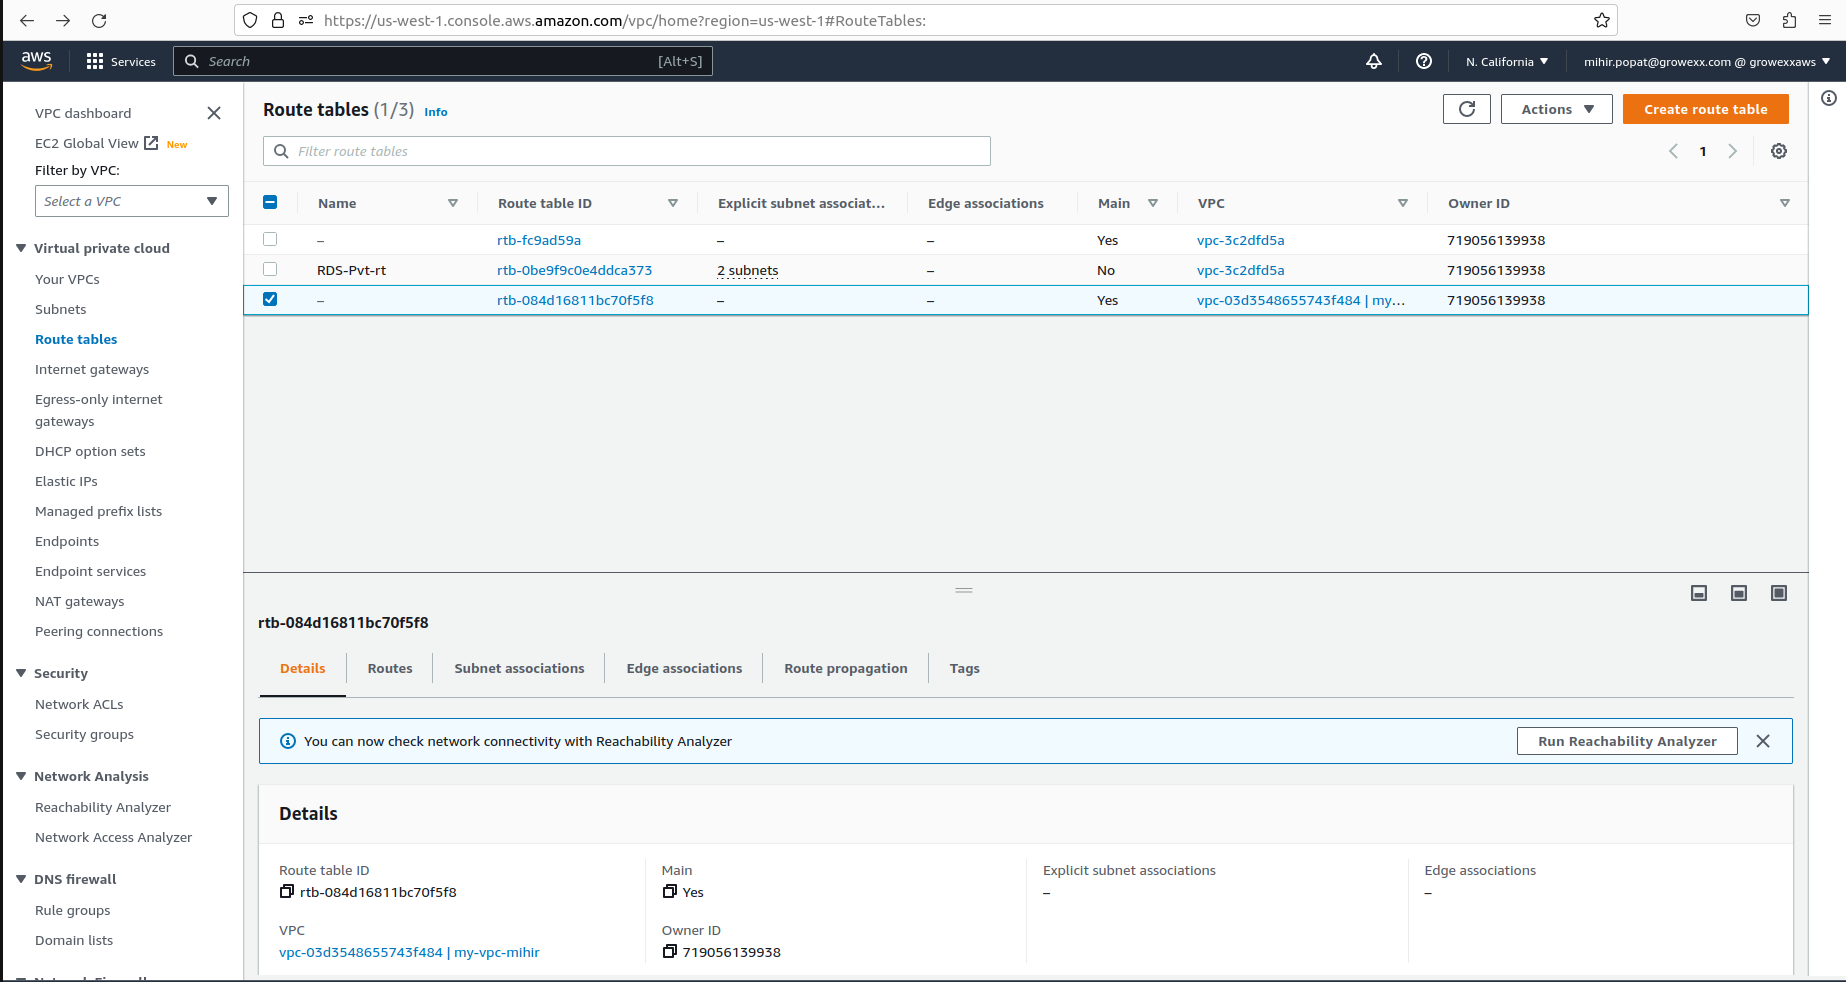 https://us-west-1.console.aws.amazon.com/vpc/home?region=us-west-1#RouteTables:
aws Services Search [Alt+S] N. California mihir.popat@growexx.com @ growexxaws
VPC dashboard
EC2 Global View New
Filter by VPC:
Select a VPC
Virtual private cloud
Your VPCs
Subnets
Route tables
Internet gateways
Egress-only internet
gateways
DHCP option sets
Elastic IPs
Managed prefix lists
Endpoints
Endpoint services
NAT gateways
Peering connections
Security
Network ACLs
Security groups
Network Analysis
Reachability Analyzer
Network Access Analyzer
DNS firewall
Rule groups
Domain lists
Route tables (1/3) Info Actions Create route table
Filter route tables 1
Name Route table ID Explicit subnet associat... Edge associations Main VPC Owner ID
– rtb-fc9ad59a – – Yes vpc-3c2dfd5a 719056139938
RDS-Pvt-rt rtb-0be9f9c0e4ddca373 2 subnets – No vpc-3c2dfd5a 719056139938
– rtb-084d16811bc70f5f8 – – Yes vpc-03d3548655743f484 | my... 719056139938
rtb-084d16811bc70f5f8
Details Routes Subnet associations Edge associations Route propagation Tags
You can now check network connectivity with Reachability Analyzer Run Reachability Analyzer
Details
Route table ID Main Explicit subnet associations Edge associations
rtb-084d16811bc70f5f8 Yes – –
VPC Owner ID
vpc-03d3548655743f484 | my-vpc-mihir 719056139938